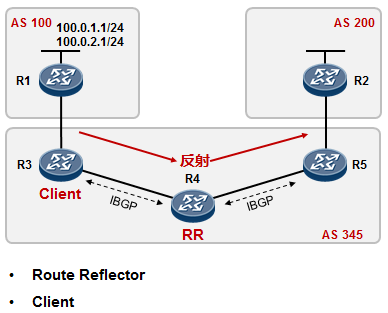 AS 100
100.0.1.1/24
100.0.2.1/24
AS 200
R1
R2
反射
R3
R4
R5
Client
IBGP
IBGP
RR
AS 345
• Route Reflector
• Client